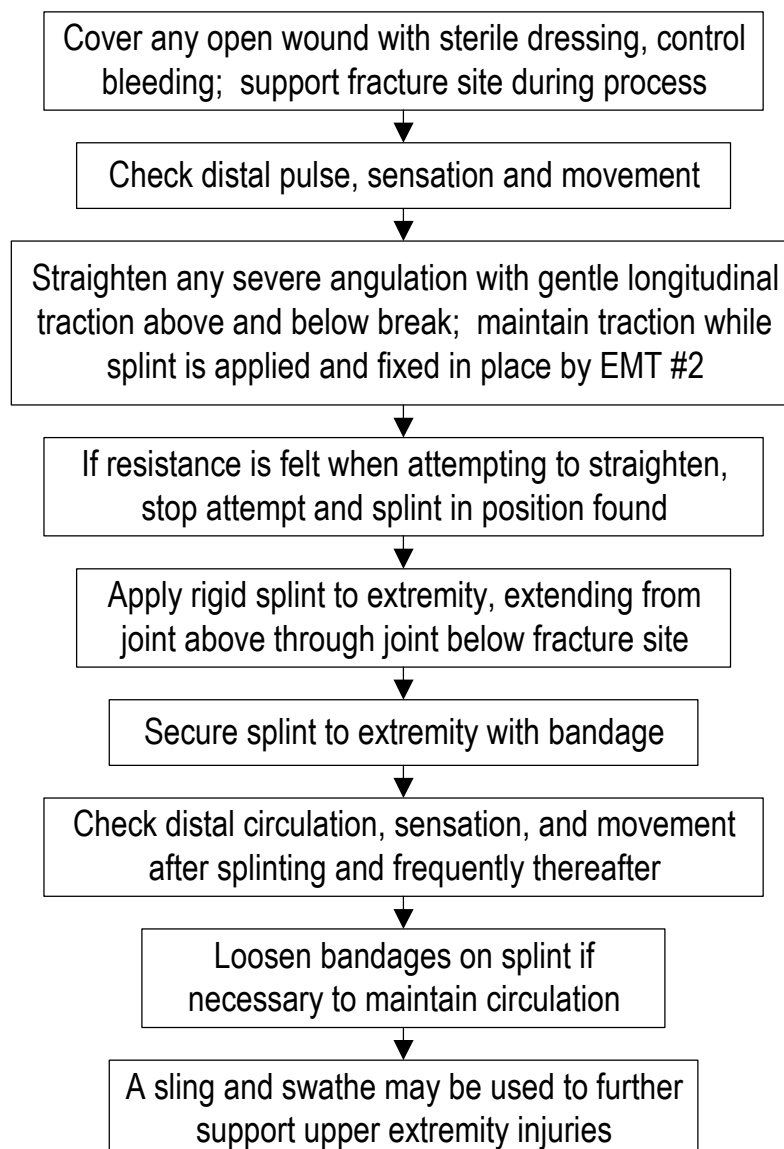 Cover any open wound with sterile dressing, control
bleeding;  support fracture site during process
Check distal pulse, sensation and movement
Straighten any severe angulation with gentle longitudinal
traction above and below break;  maintain traction while
splint is applied and fixed in place by EMT #2
If resistance is felt when attempting to straighten,
stop attempt and splint in position found
Apply rigid splint to extremity, extending from
joint above through joint below fracture site
Secure splint to extremity with bandage
Check distal circulation, sensation, and movement
after splinting and frequently thereafter
Loosen bandages on splint if
necessary to maintain circulation
A sling and swathe may be used to further
support upper extremity injuries